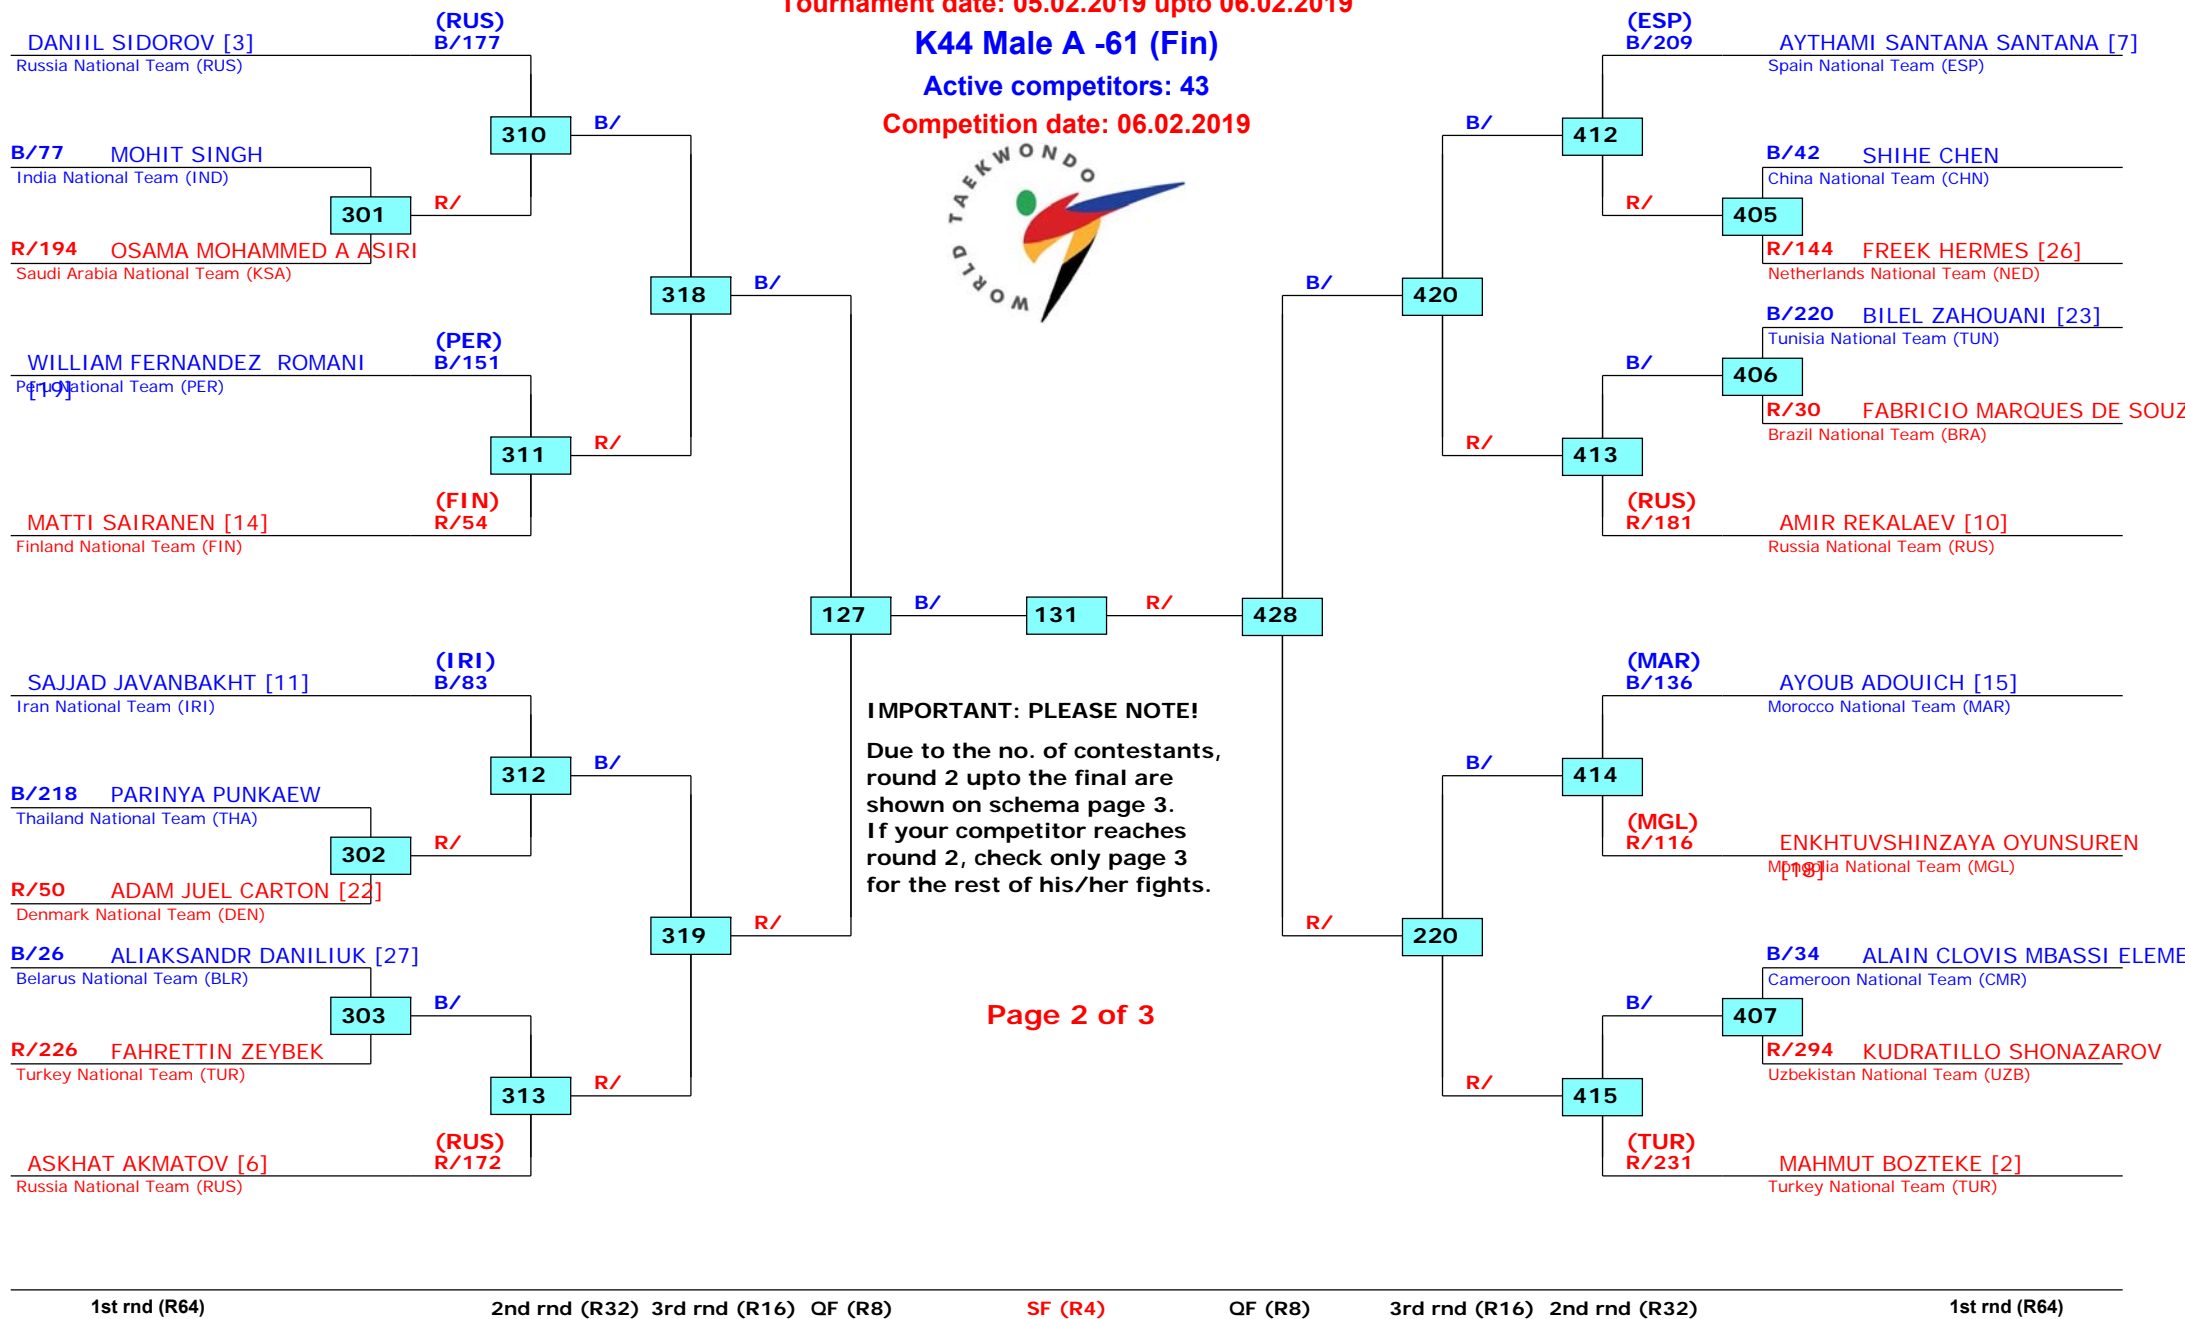 Tournament date: 05.02.2019 upto 06.02.2019
K44 Male A -61 (Fin)
Active competitors: 43
Competition date: 06.02.2019
WORLD TAEKWONDO
DANIIL SIDOROV [3]
(RUS)
B/177
Russia National Team (RUS)
310
B/
B/77 MOHIT SINGH
India National Team (IND)
301
R/
R/194 OSAMA MOHAMMED A ASIRI
Saudi Arabia National Team (KSA)
318
B/
WILLIAM FERNANDEZ ROMANI
[19]
(PER)
B/151
Peru National Team (PER)
311
R/
MATTI SAIRANEN [14]
(FIN)
R/54
Finland National Team (FIN)
127
B/
131
R/
428
SAJJAD JAVANBAKHT [11]
(IRI)
B/83
Iran National Team (IRI)
312
B/
B/218 PARINYA PUNKAEW
Thailand National Team (THA)
302
R/
R/50 ADAM JUEL CARTON [22]
Denmark National Team (DEN)
319
R/
B/26 ALIAKSANDR DANILIUK [27]
Belarus National Team (BLR)
303
B/
R/226 FAHRETTIN ZEYBEK
Turkey National Team (TUR)
313
R/
ASKHAT AKMATOV [6]
(RUS)
R/172
Russia National Team (RUS)
IMPORTANT: PLEASE NOTE!
Due to the no. of contestants,
round 2 upto the final are
shown on schema page 3.
If your competitor reaches
round 2, check only page 3
for the rest of his/her fights.
Page 2 of 3
(ESP)
B/209
AYTHAMI SANTANA SANTANA [7]
Spain National Team (ESP)
B/
412
B/42 SHIHE CHEN
China National Team (CHN)
R/
405
R/144 FREEK HERMES [26]
Netherlands National Team (NED)
B/
420
B/220 BILEL ZAHOUANI [23]
Tunisia National Team (TUN)
B/
406
R/30 FABRICIO MARQUES DE SOUZ
Brazil National Team (BRA)
R/
413
(RUS)
R/181
AMIR REKALAEV [10]
Russia National Team (RUS)
(MAR)
B/136
AYOUB ADOUICH [15]
Morocco National Team (MAR)
B/
414
(MGL)
R/116
ENKHTUVSHINZAYA OYUNSUREN
[18]
Mongolia National Team (MGL)
R/
220
B/34 ALAIN CLOVIS MBASSI ELEME
Cameroon National Team (CMR)
B/
407
R/294 KUDRATILLO SHONAZAROV
Uzbekistan National Team (UZB)
R/
415
(TUR)
R/231
MAHMUT BOZTEKE [2]
Turkey National Team (TUR)
1st rnd (R64) 2nd rnd (R32) 3rd rnd (R16) QF (R8) SF (R4) QF (R8) 3rd rnd (R16) 2nd rnd (R32) 1st rnd (R64)